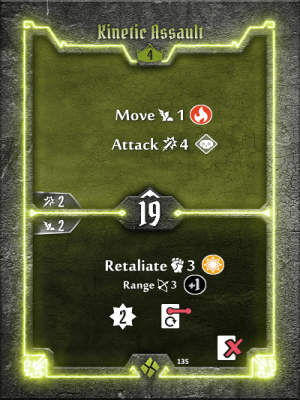 Kinetic Assault
4
Move 1
Attack 4
2
19
2
Retaliate 3
Range 3 +1
2
135